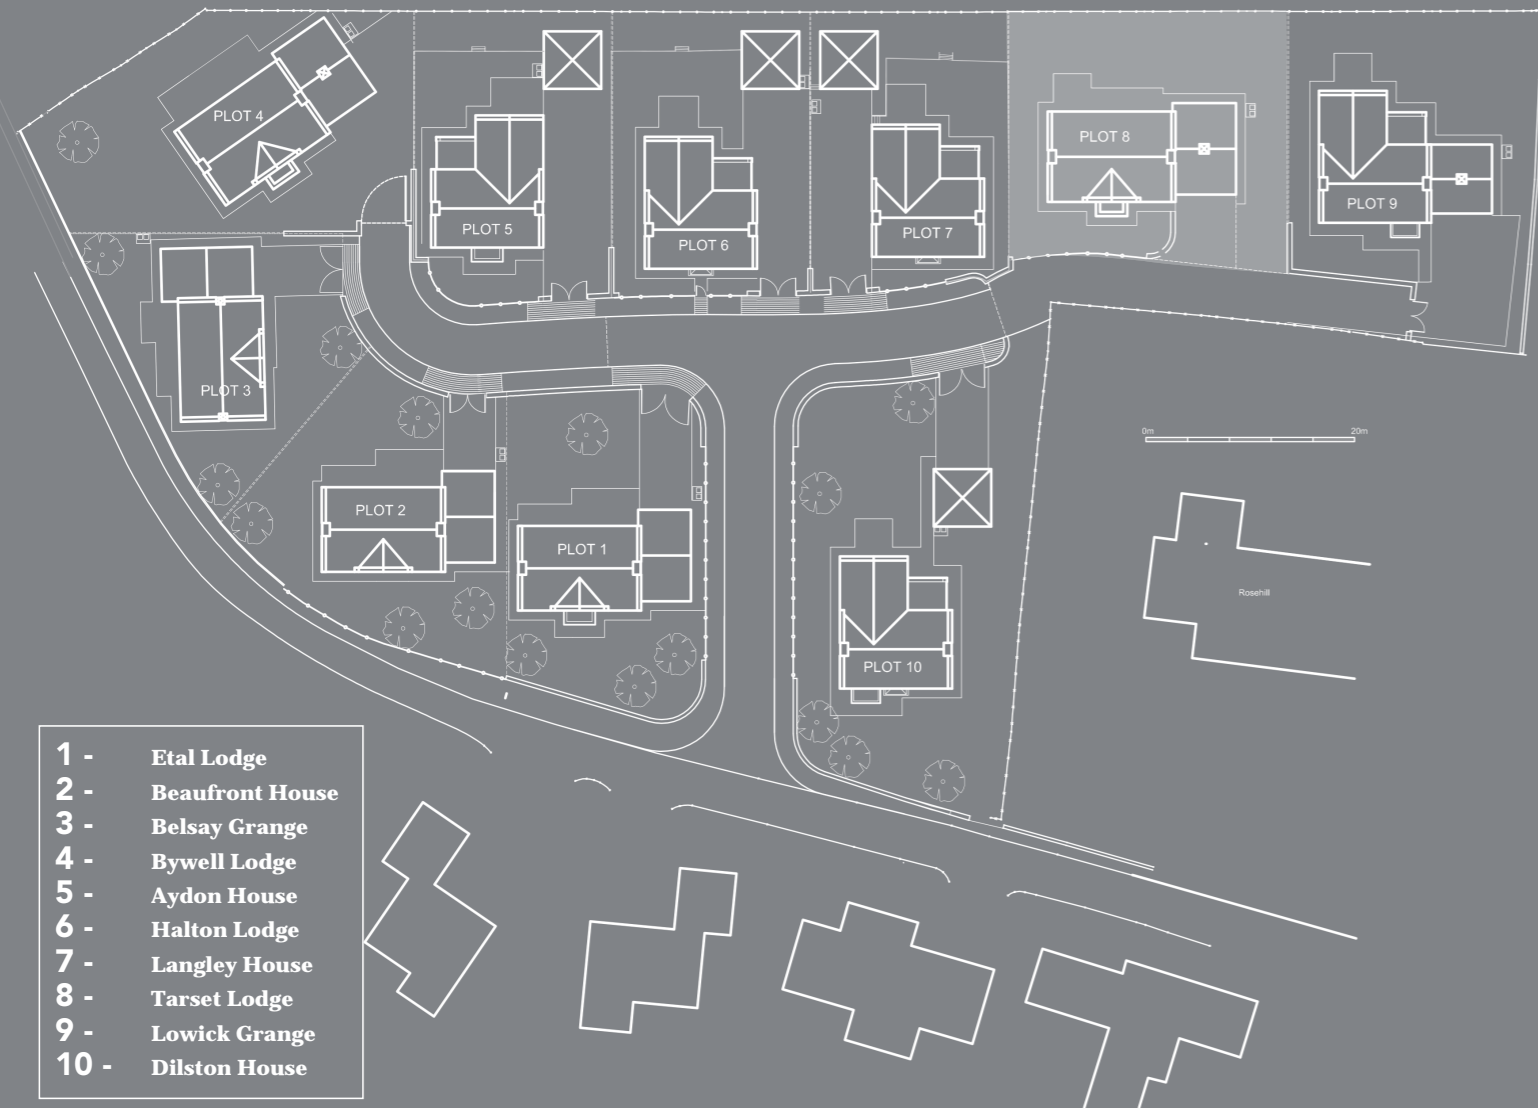 PLOT 4
PLOT 8
PLOT 9
PLOT 5
PLOT 6
PLOT 7
PLOT 3
0m 20m
PLOT 2
PLOT 1
Rosehill
PLOT 10
1 - Etal Lodge
2 - Beaufront House
3 - Belsay Grange
4 - Bywell Lodge
5 - Aydon House
6 - Halton Lodge
7 - Langley House
8 - Tarset Lodge
9 - Lowick Grange
10 - Dilston House